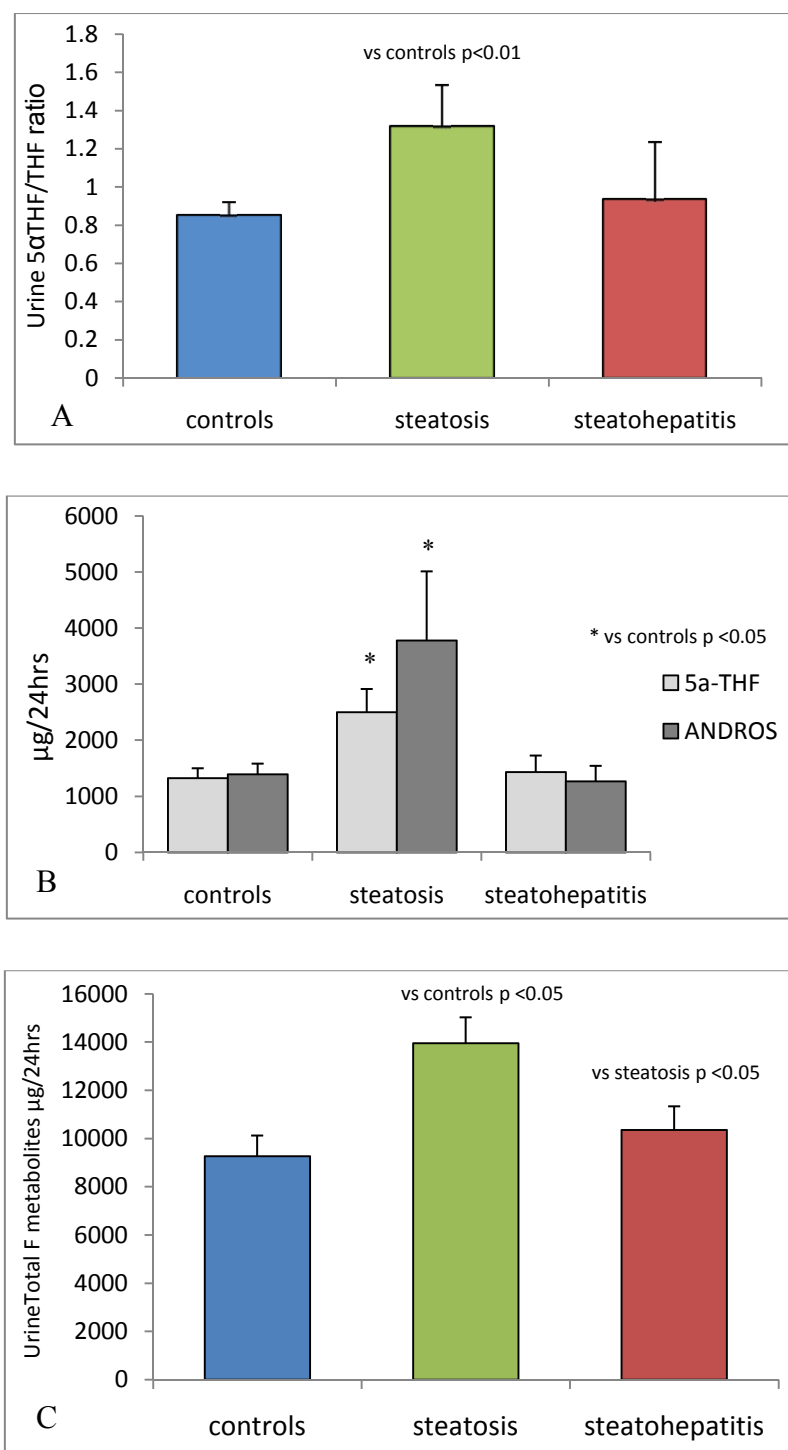 Urine 5αTHF/THF ratio
1.8
1.6
1.4
1.2
1
0.8
0.6
0.4
0.2
0
vs controls p<0.01
controls steatosis steatohepatitis
A
µg/24hrs
6000
5000
4000
3000
2000
1000
0
*
*
* vs controls p <0.05
5a-THF
ANDROS
controls steatosis steatohepatitis
B
UrineTotal F metabolites µg/24hrs
16000
14000
12000
10000
8000
6000
4000
2000
0
vs controls p <0.05
vs steatosis p <0.05
controls steatosis steatohepatitis
C